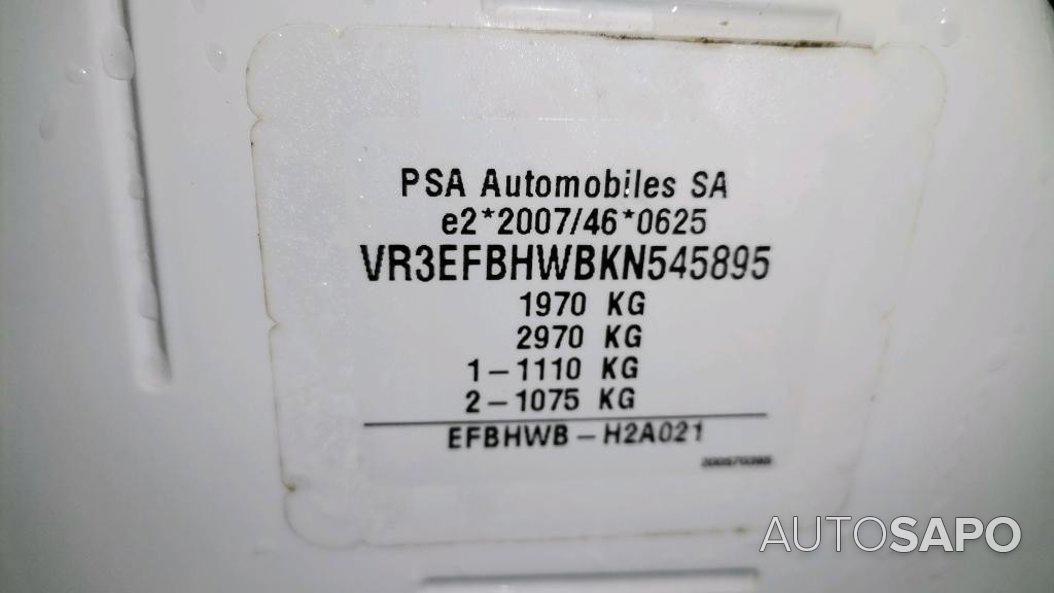 PSA Automobiles SA
e2*2007/46*0625
VR3EFBHWBKN545895
1970 KG
2970 KG
1-1110 KG
2-1075 KG
EFBHWB-H2A021
AUTOSAPO